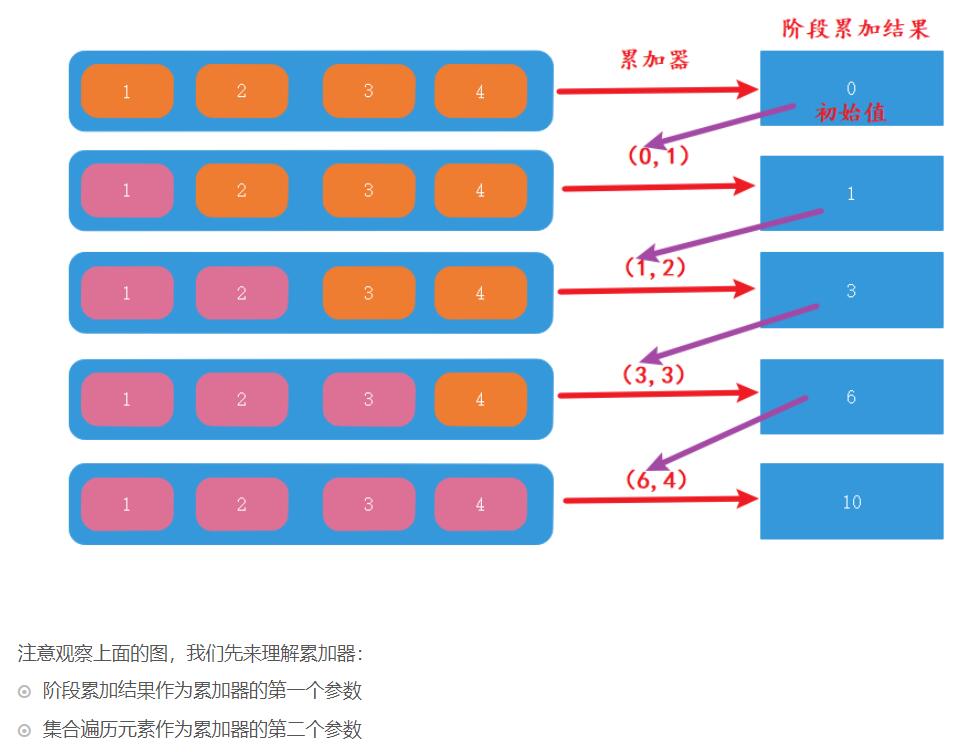 阶段累加结果
累加器
1 2 3 4 0
初始值
(0,1)
1 2 3 4 1
(1,2)
1 2 3 4 3
(3,3)
1 2 3 4 6
(6,4)
1 2 3 4 10
注意观察上面的图，我们先来理解累加器：
阶段累加结果作为累加器的第一个参数
集合遍历元素作为累加器的第二个参数